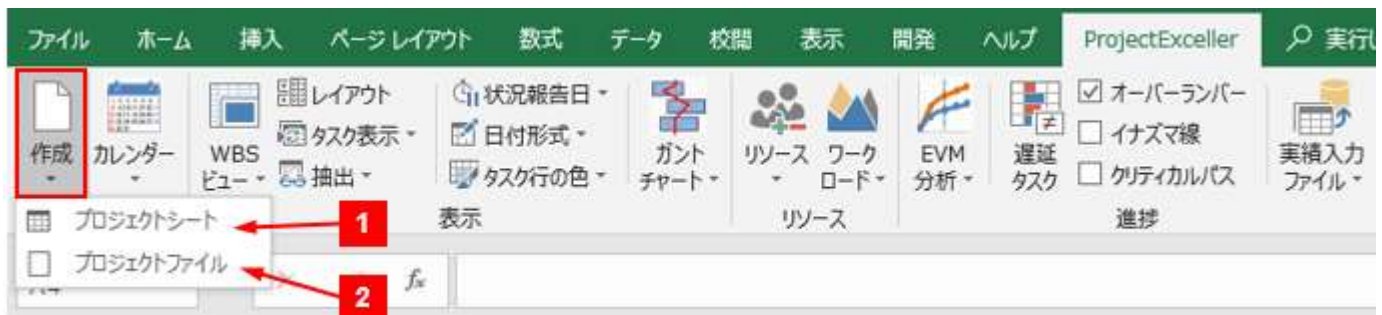 ファイル ホーム 挿入 ページ レイアウト 数式 データ 校閲 表示 開発 ヘルプ ProjectExceller 実行し
作成
カレンダー
WBS
ビュー
レイアウト
タスク表示
抽出
状況報告日
日付形式
タスク行の色
表示
ガント
チャート
リソース
ワーク
ロード
リソース
EVM
分析
遅延
タスク
オーバーランバー
イナズマ線
クリティカルパス
進捗
実績入力
ファイル
プロジェクトシート
1
プロジェクトファイル
2
fx